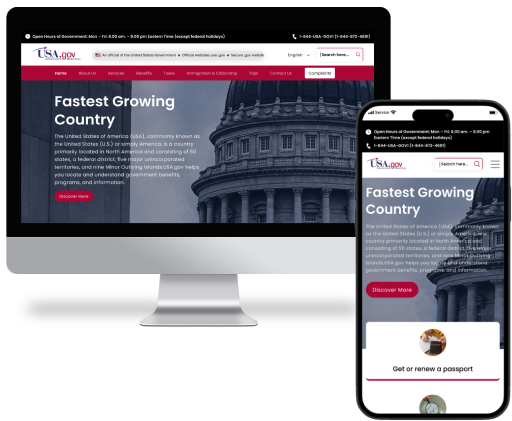 Open Hours of Government: Mon - Fri: 8.00 am. - 9.00 pm Eastern Time (except federal holidays)
1-844-USA-GOV1 (1-844-872-4681)
USA.gov
An official of the United States Government ● Official websites use .gov ● Secure .gov websit
English
|Search here...
Home About Us Services Benefits Taxes Immigration & Citizenship Trips Contact Us Complaints
Fastest Growing
Country
The United States of America (USA), commonly known as
the United States (U.S.) or simply America, is a country
primarily located in North America and consisting of 50
states, a federal district, five major unincorporated
territories, and nine Minor Outlying Islands.USA.gov helps
you locate and understand government benefits,
programs, and information.
Discover More
Service
Open Hours of Government: Mon - Fri: 8.00 am. - 9.00 pm
Eastern Time (except federal holidays)
1-844-USA-GOV1 (1-844-872-4681)
USA.gov
|Search here...
Fastest Growing
Country
The United States of America (USA), commonly known
as the United States (U.S.) or simply America, is a
country primarily located in North America and
consisting of 50 states, a federal district, five major
unincorporated territories, and nine Minor Outlying
Islands.USA.gov helps you locate and understand
government benefits, programs, and information.
Discover More
Get or renew a passport